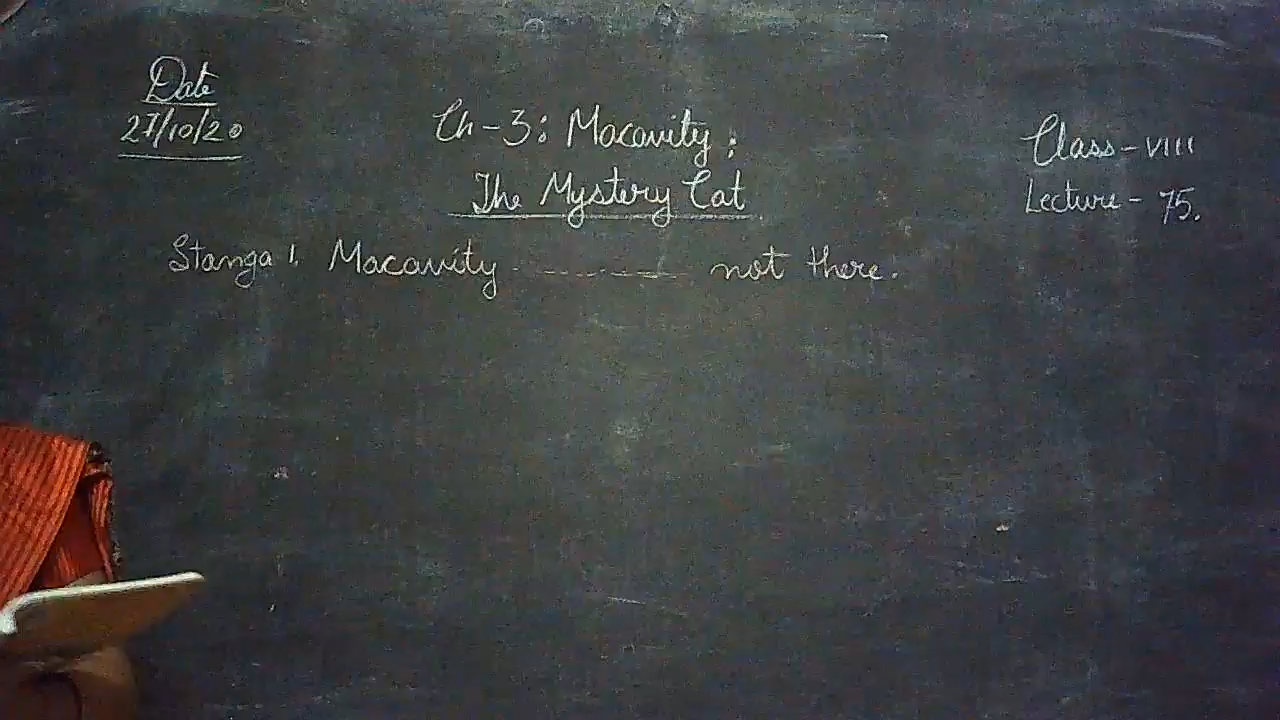 Date
27/10/20
Ch-3: Macavity:
The Mystery Cat
Class-VIII
Lecture- 75.
Stanza 1. Macavity ---------- not there.